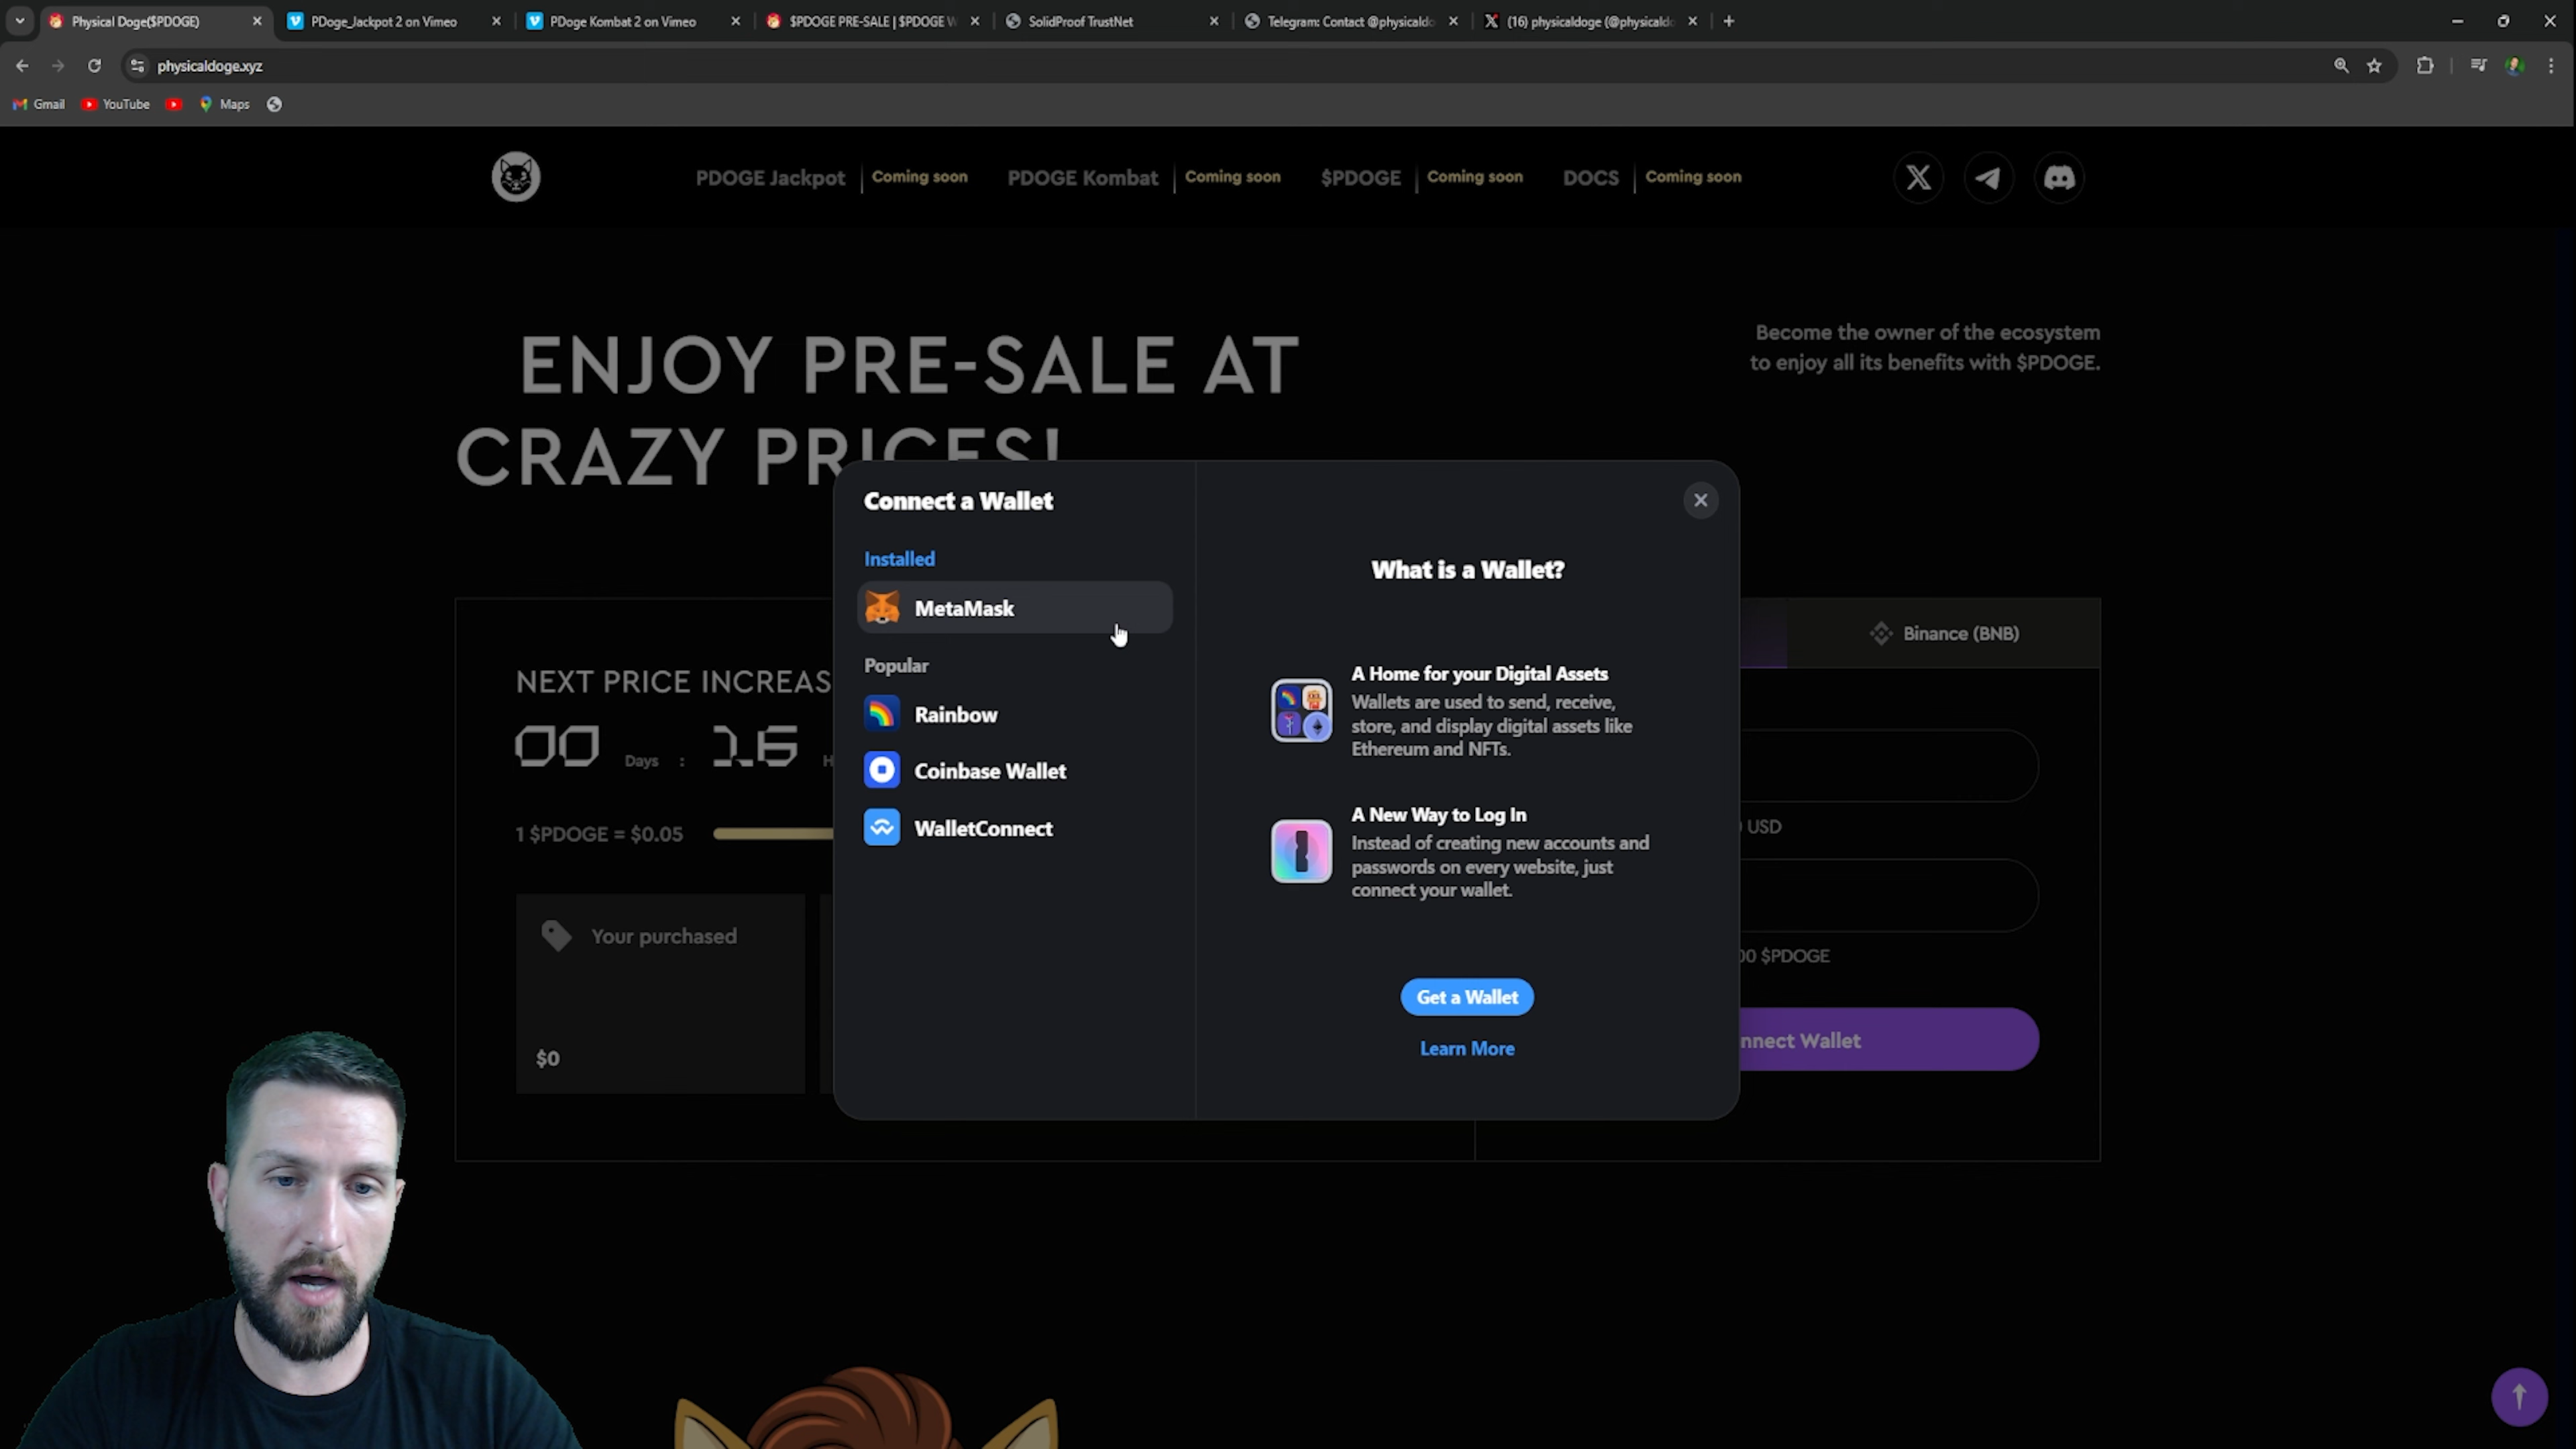 Physical Doge($PDOGE)
PDoge_Jackpot 2 on Vimeo
PDoge Kombat 2 on Vimeo
$PDOGE PRE-SALE | $PDOGE W
SolidProof TrustNet
Telegram: Contact @physicaldo
(16) physicaldoge (@physicaldo
physicaldoge.xyz
Gmail
YouTube
Maps
PDOGE Jackpot
Coming soon
PDOGE Kombat
Coming soon
$PDOGE
Coming soon
DOCS
Coming soon
ENJOY PRE-SALE AT
CRAZY PRICES!
Become the owner of the ecosystem
to enjoy all its benefits with $PDOGE.
Connect a Wallet
Installed
MetaMask
Popular
Rainbow
Coinbase Wallet
WalletConnect
What is a Wallet?
A Home for your Digital Assets
Wallets are used to send, receive,
store, and display digital assets like
Ethereum and NFTs.
A New Way to Log In
Instead of creating new accounts and
passwords on every website, just
connect your wallet.
Get a Wallet
Learn More
NEXT PRICE INCREAS
00 Days : 16 H
1 $PDOGE = $0.05
Your purchased
$0
Binance (BNB)
USD
00 $PDOGE
nnect Wallet